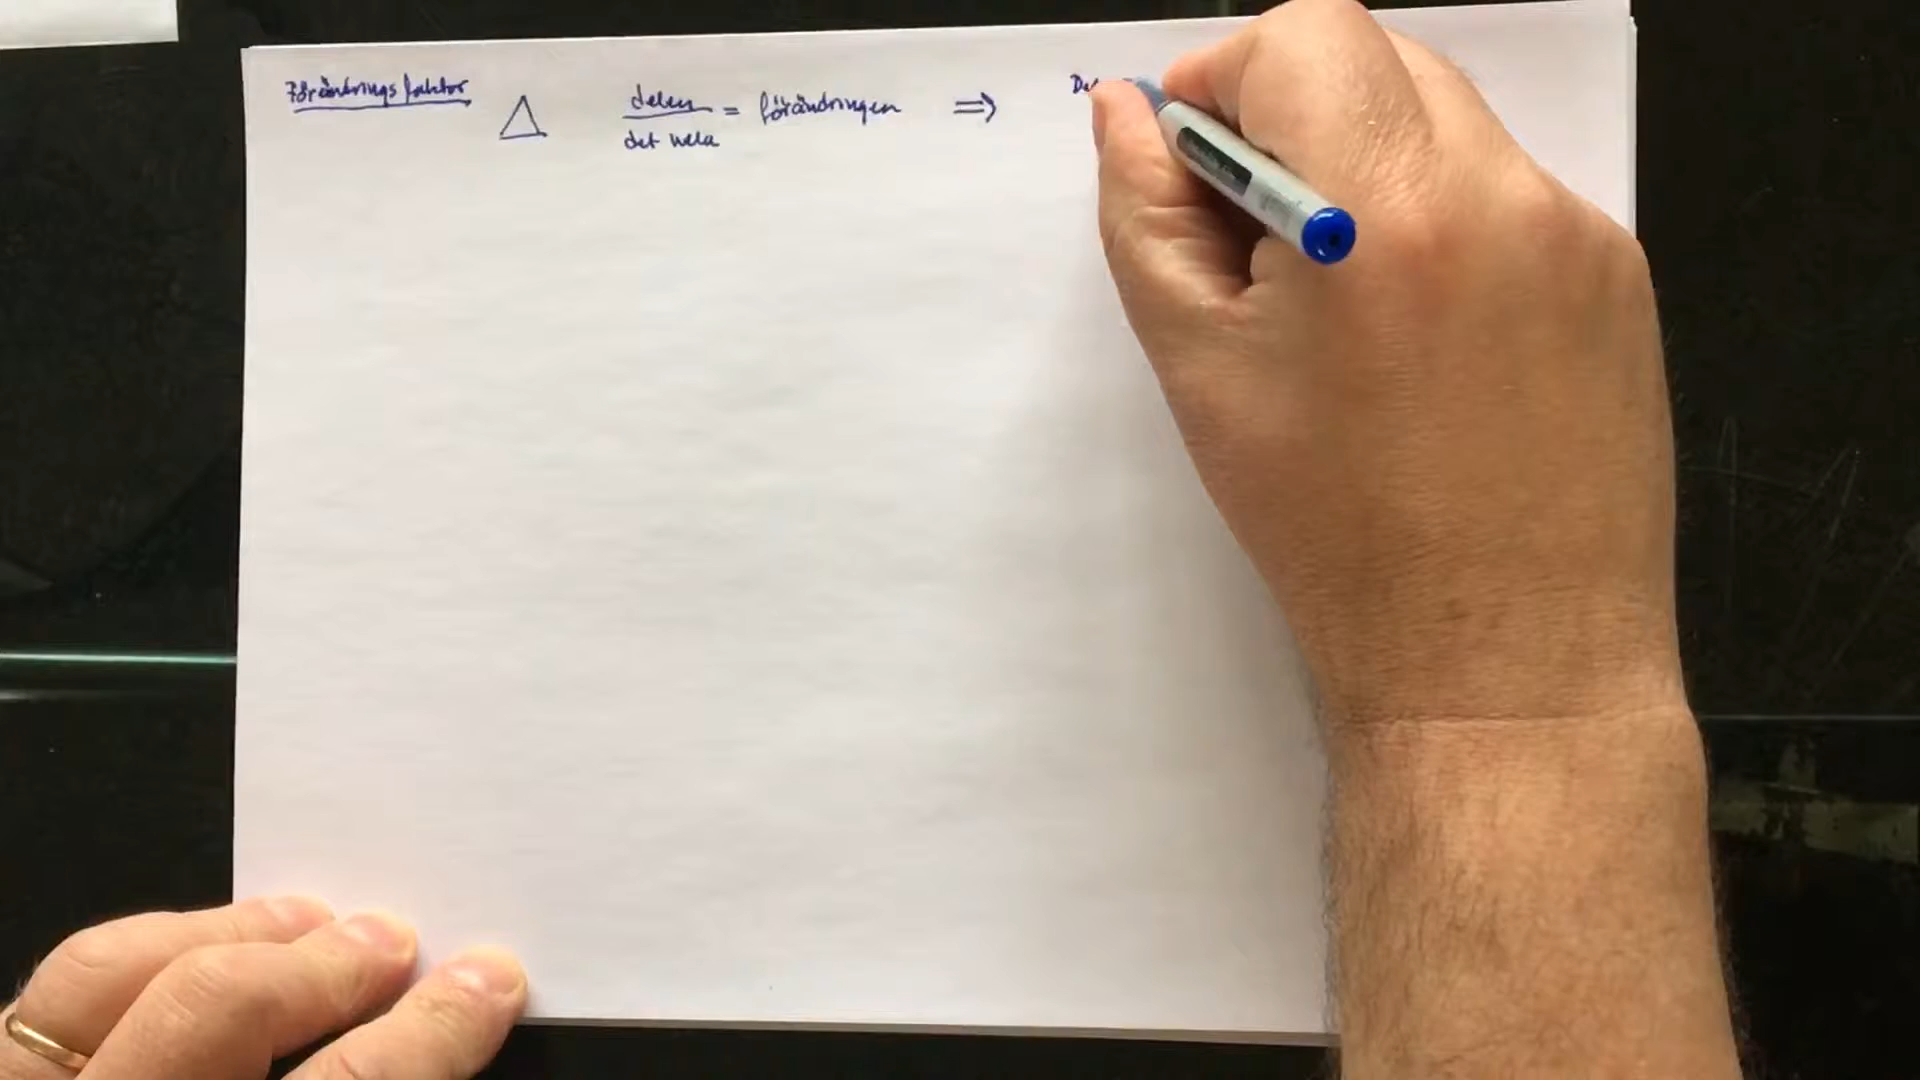 Förändringsfaktor
△ delen = förändringen ⇒
det hela